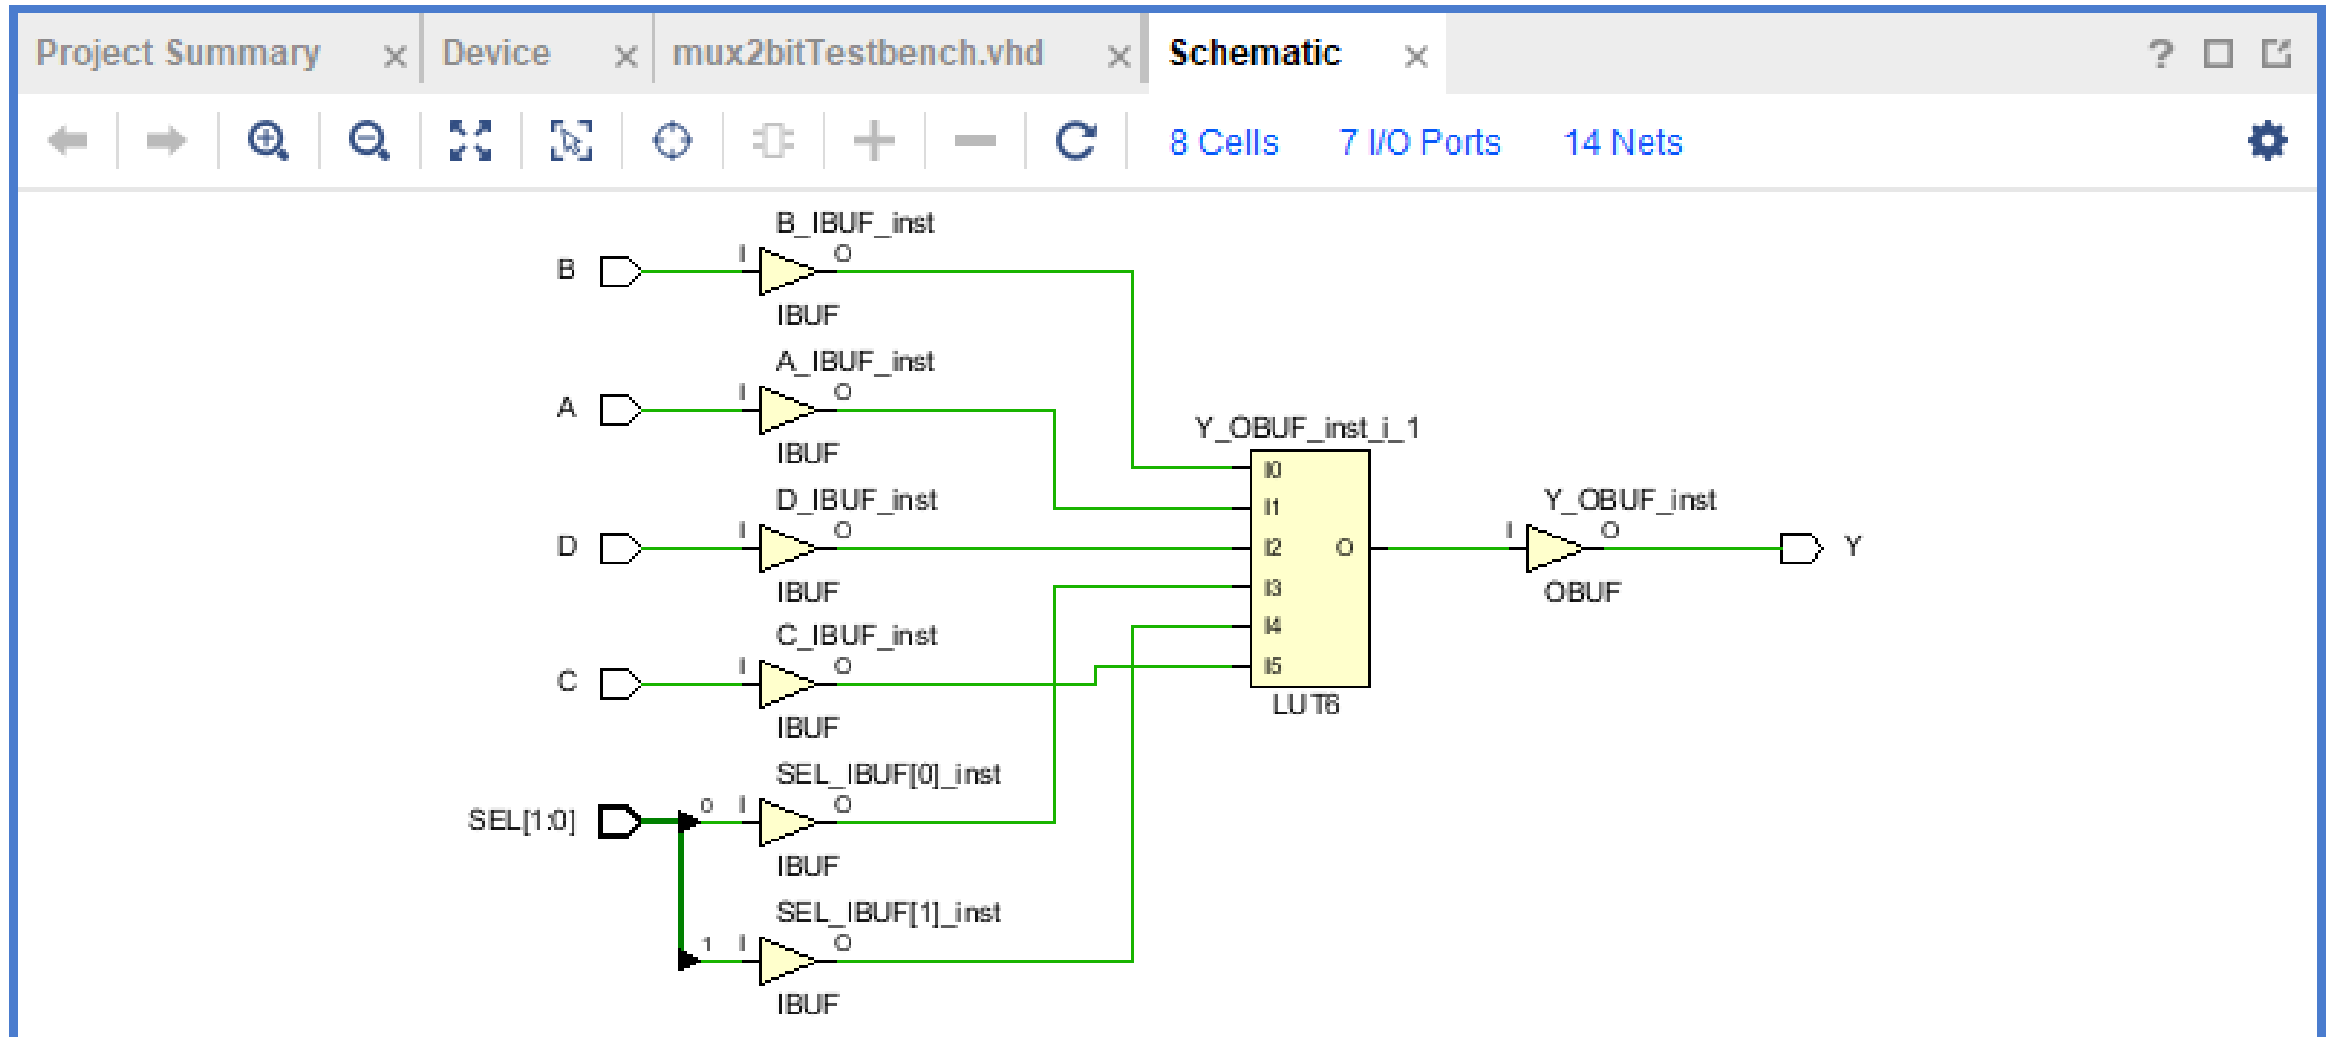 Project Summary × Device × mux2bitTestbench.vhd × Schematic × ?
8 Cells 7 I/O Ports 14 Nets
B_IBUF_inst
B I O
IBUF
A_IBUF_inst
A I O
IBUF
Y_OBUF_inst_i_1
I0
I1
I2 O
I3
I4
I5
LUT6
D_IBUF_inst
D I O
IBUF
Y_OBUF_inst
I O Y
OBUF
C_IBUF_inst
C I O
IBUF
SEL_IBUF[0]_inst
SEL[1:0] 0 I O
IBUF
SEL_IBUF[1]_inst
1 I O
IBUF